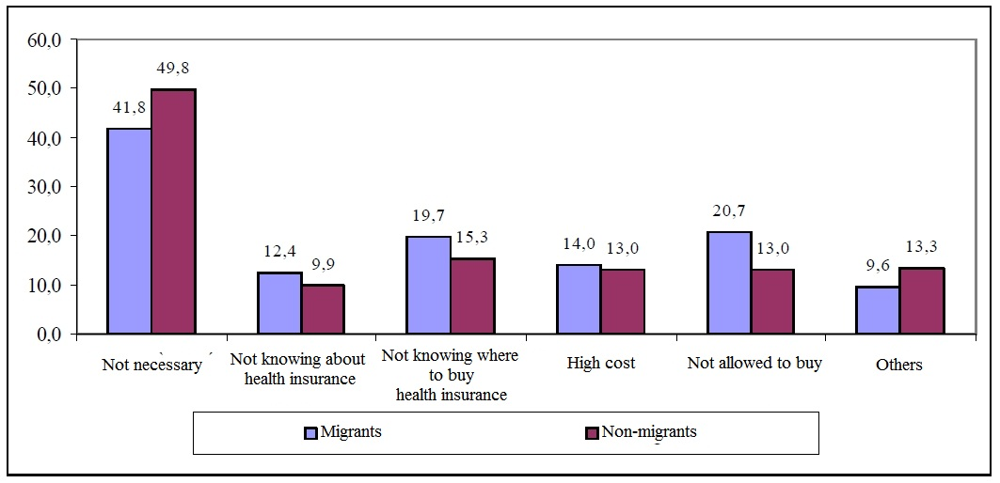 60,0
50,0
40,0
30,0
20,0
10,0
0,0
41,8
49,8
12,4
9,9
19,7
15,3
14,0
13,0
20,7
13,0
9,6
13,3
Not necessary
Not knowing about
health insurance
Not knowing where
to buy
health insurance
High cost
Not allowed to buy
Others
Migrants
Non-migrants